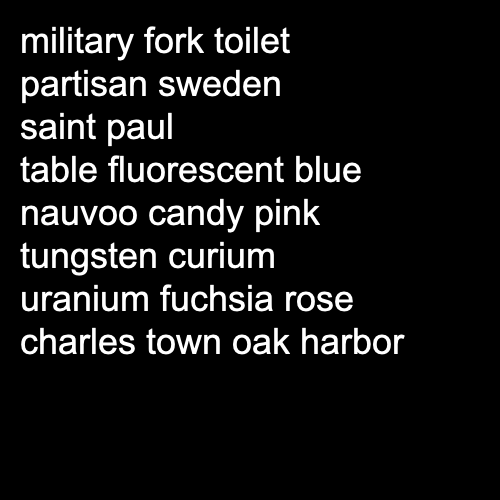 military fork toilet
partisan sweden
saint paul
table fluorescent blue
nauvoo candy pink
tungsten curium
uranium fuchsia rose
charles town oak harbor